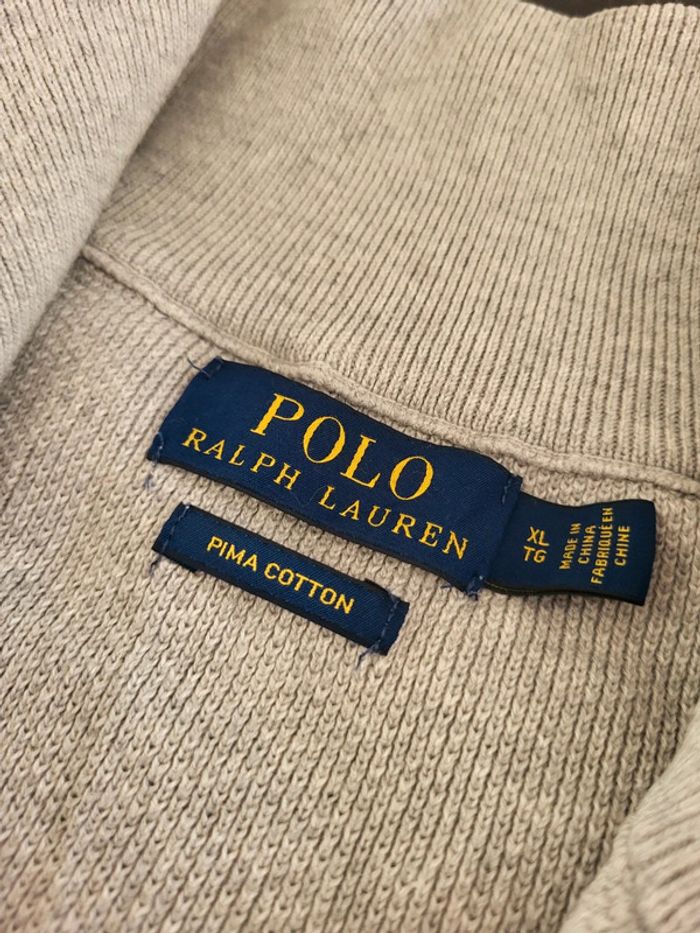 POLO
RALPH LAUREN
XL
TG
MADE IN
CHINA
FABRIQUÉ EN
CHINE
PIMA COTTON